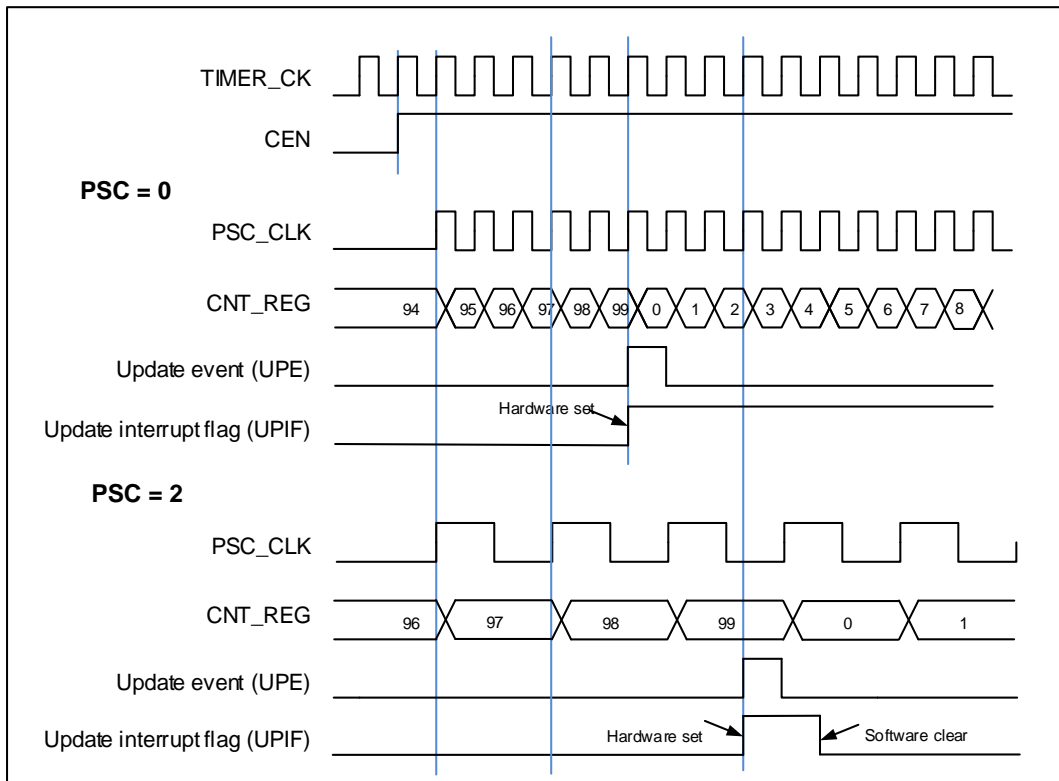 TIMER_CK
CEN
PSC = 0
PSC_CLK
CNT_REG 94 95 96 97 98 99 0 1 2 3 4 5 6 7 8
Update event (UPE)
Hardware set
Update interrupt flag (UPIF)
PSC = 2
PSC_CLK
CNT_REG 96 97 98 99 0 1
Update event (UPE)
Update interrupt flag (UPIF) Hardware set Software clear